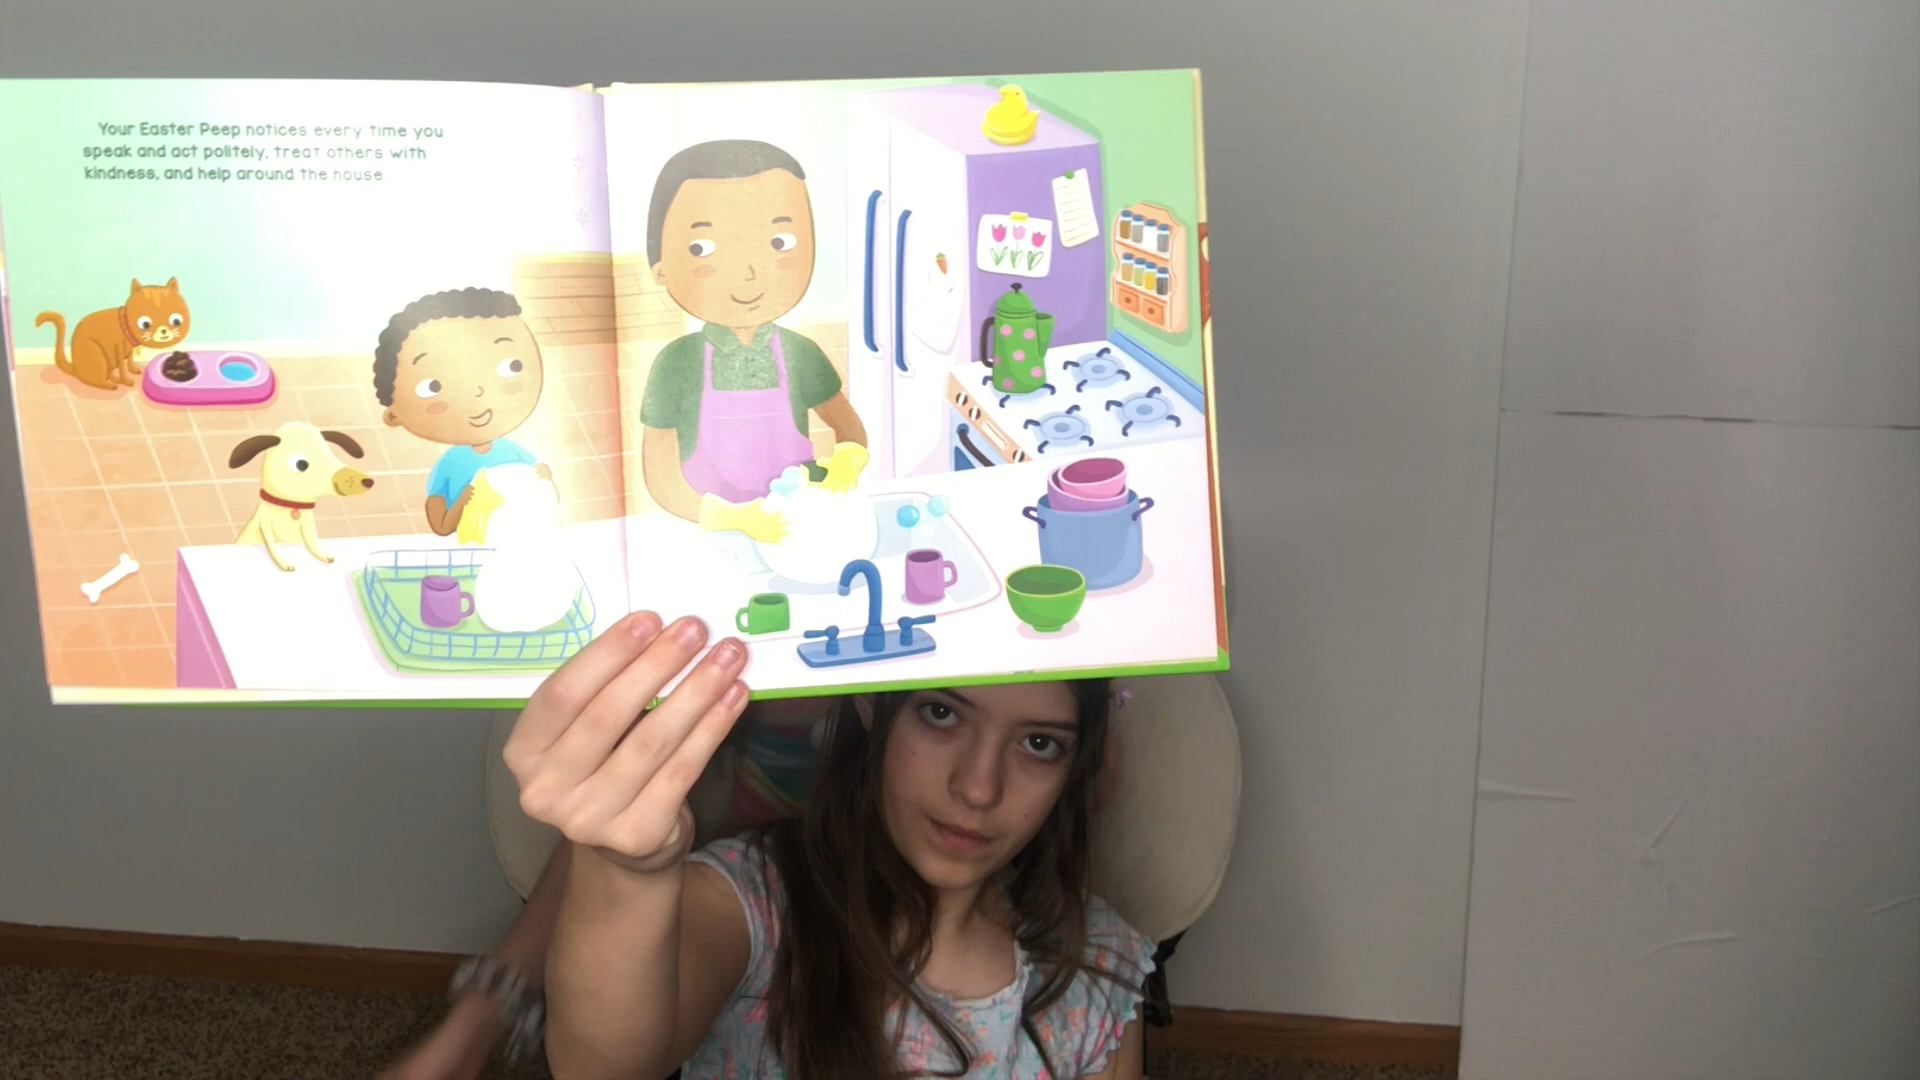 Your Easter Peep notices every time you
speak and act politely, treat others with
kindness, and help around the house.